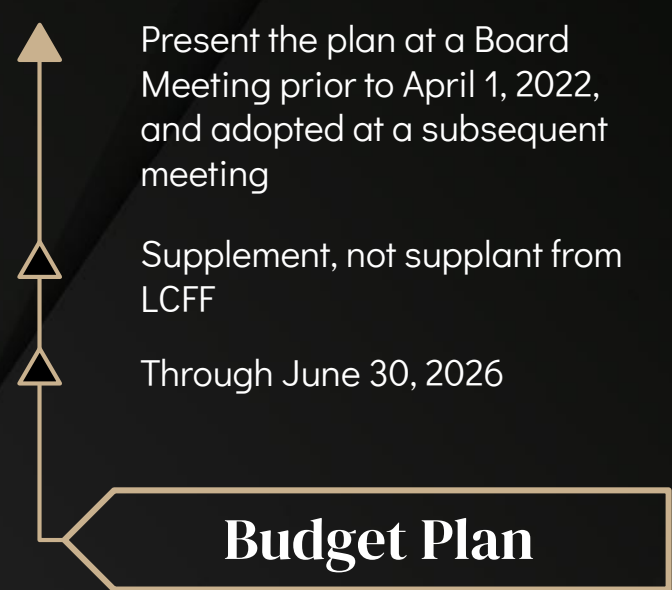 Present the plan at a Board
Meeting prior to April 1, 2022,
and adopted at a subsequent
meeting
Supplement, not supplant from
LCFF
Through June 30, 2026
Budget Plan